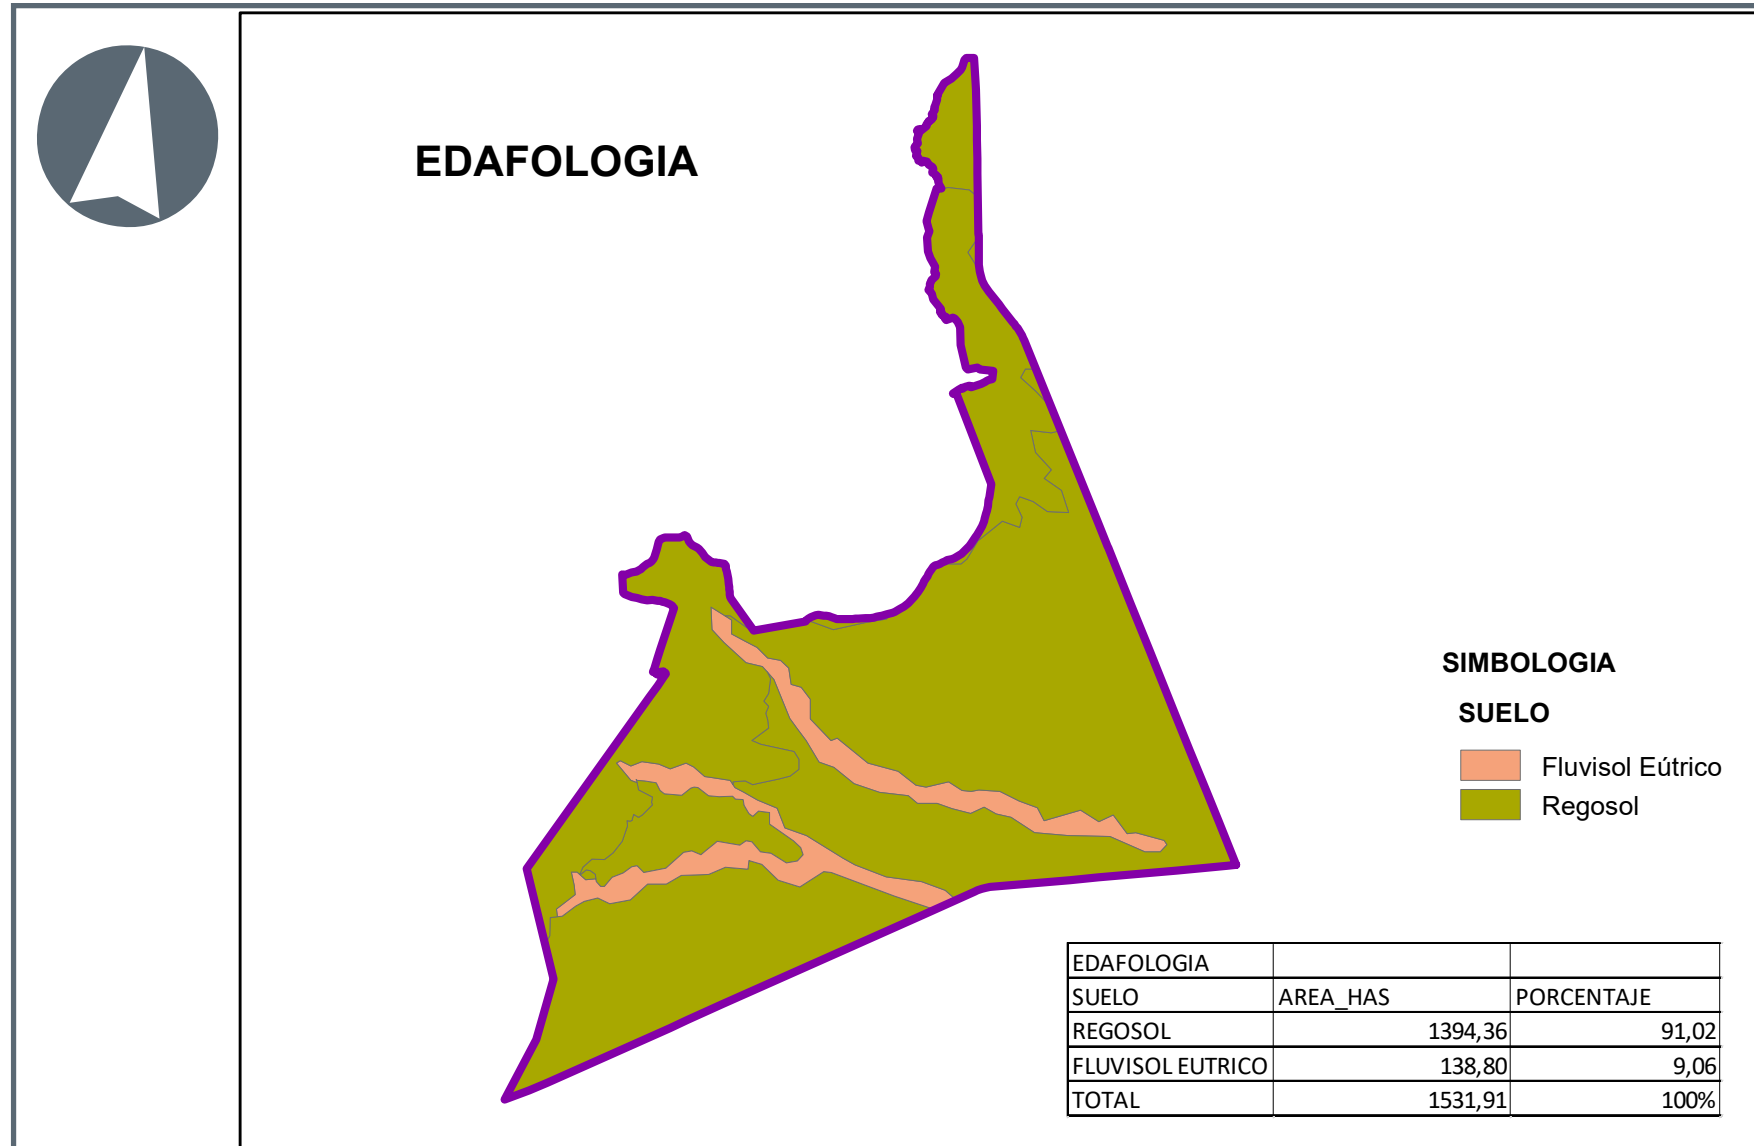 EDAFOLOGIA
SIMBOLOGIA
SUELO
Fluvisol Eútrico
Regosol
EDAFOLOGIA
SUELO AREA_HAS PORCENTAJE
REGOSOL 1394,36 91,02
FLUVISOL EUTRICO 138,80 9,06
TOTAL 1531,91 100%